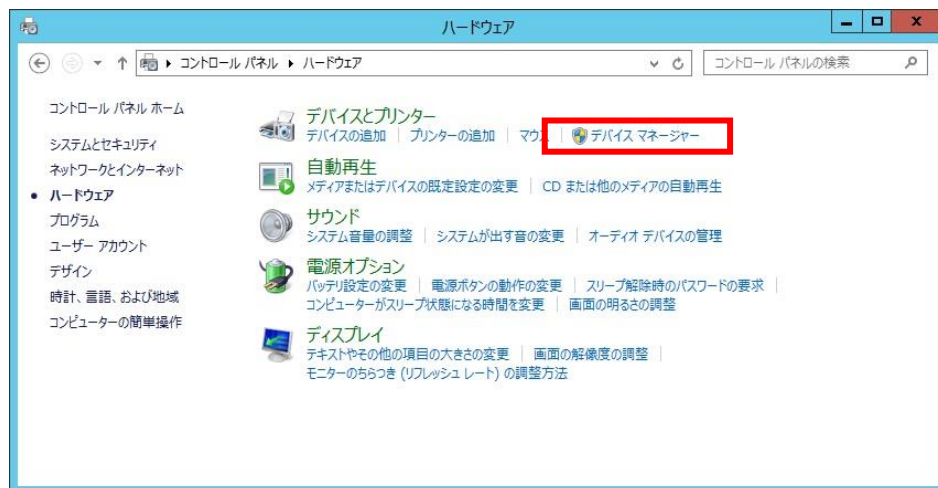 ハードウェア
コントロール パネル ▶ ハードウェア
コントロール パネルの検索
コントロール パネル ホーム
システムとセキュリティ
ネットワークとインターネット
• ハードウェア
プログラム
ユーザー アカウント
デザイン
時計、言語、および地域
コンピューターの簡単操作
デバイスとプリンター
デバイスの追加 | プリンターの追加 | マウス | デバイス マネージャー
自動再生
メディアまたはデバイスの既定設定の変更 | CD または他のメディアの自動再生
サウンド
システム音量の調整 | システムが出す音の変更 | オーディオ デバイスの管理
電源オプション
バッテリ設定の変更 | 電源ボタンの動作の変更 | スリープ解除時のパスワードの要求 |
コンピューターがスリープ状態になる時間を変更 | 画面の明るさの調整
ディスプレイ
テキストやその他の項目の大きさの変更 | 画面の解像度の調整 |
モニターのちらつき (リフレッシュ レート) の調整方法